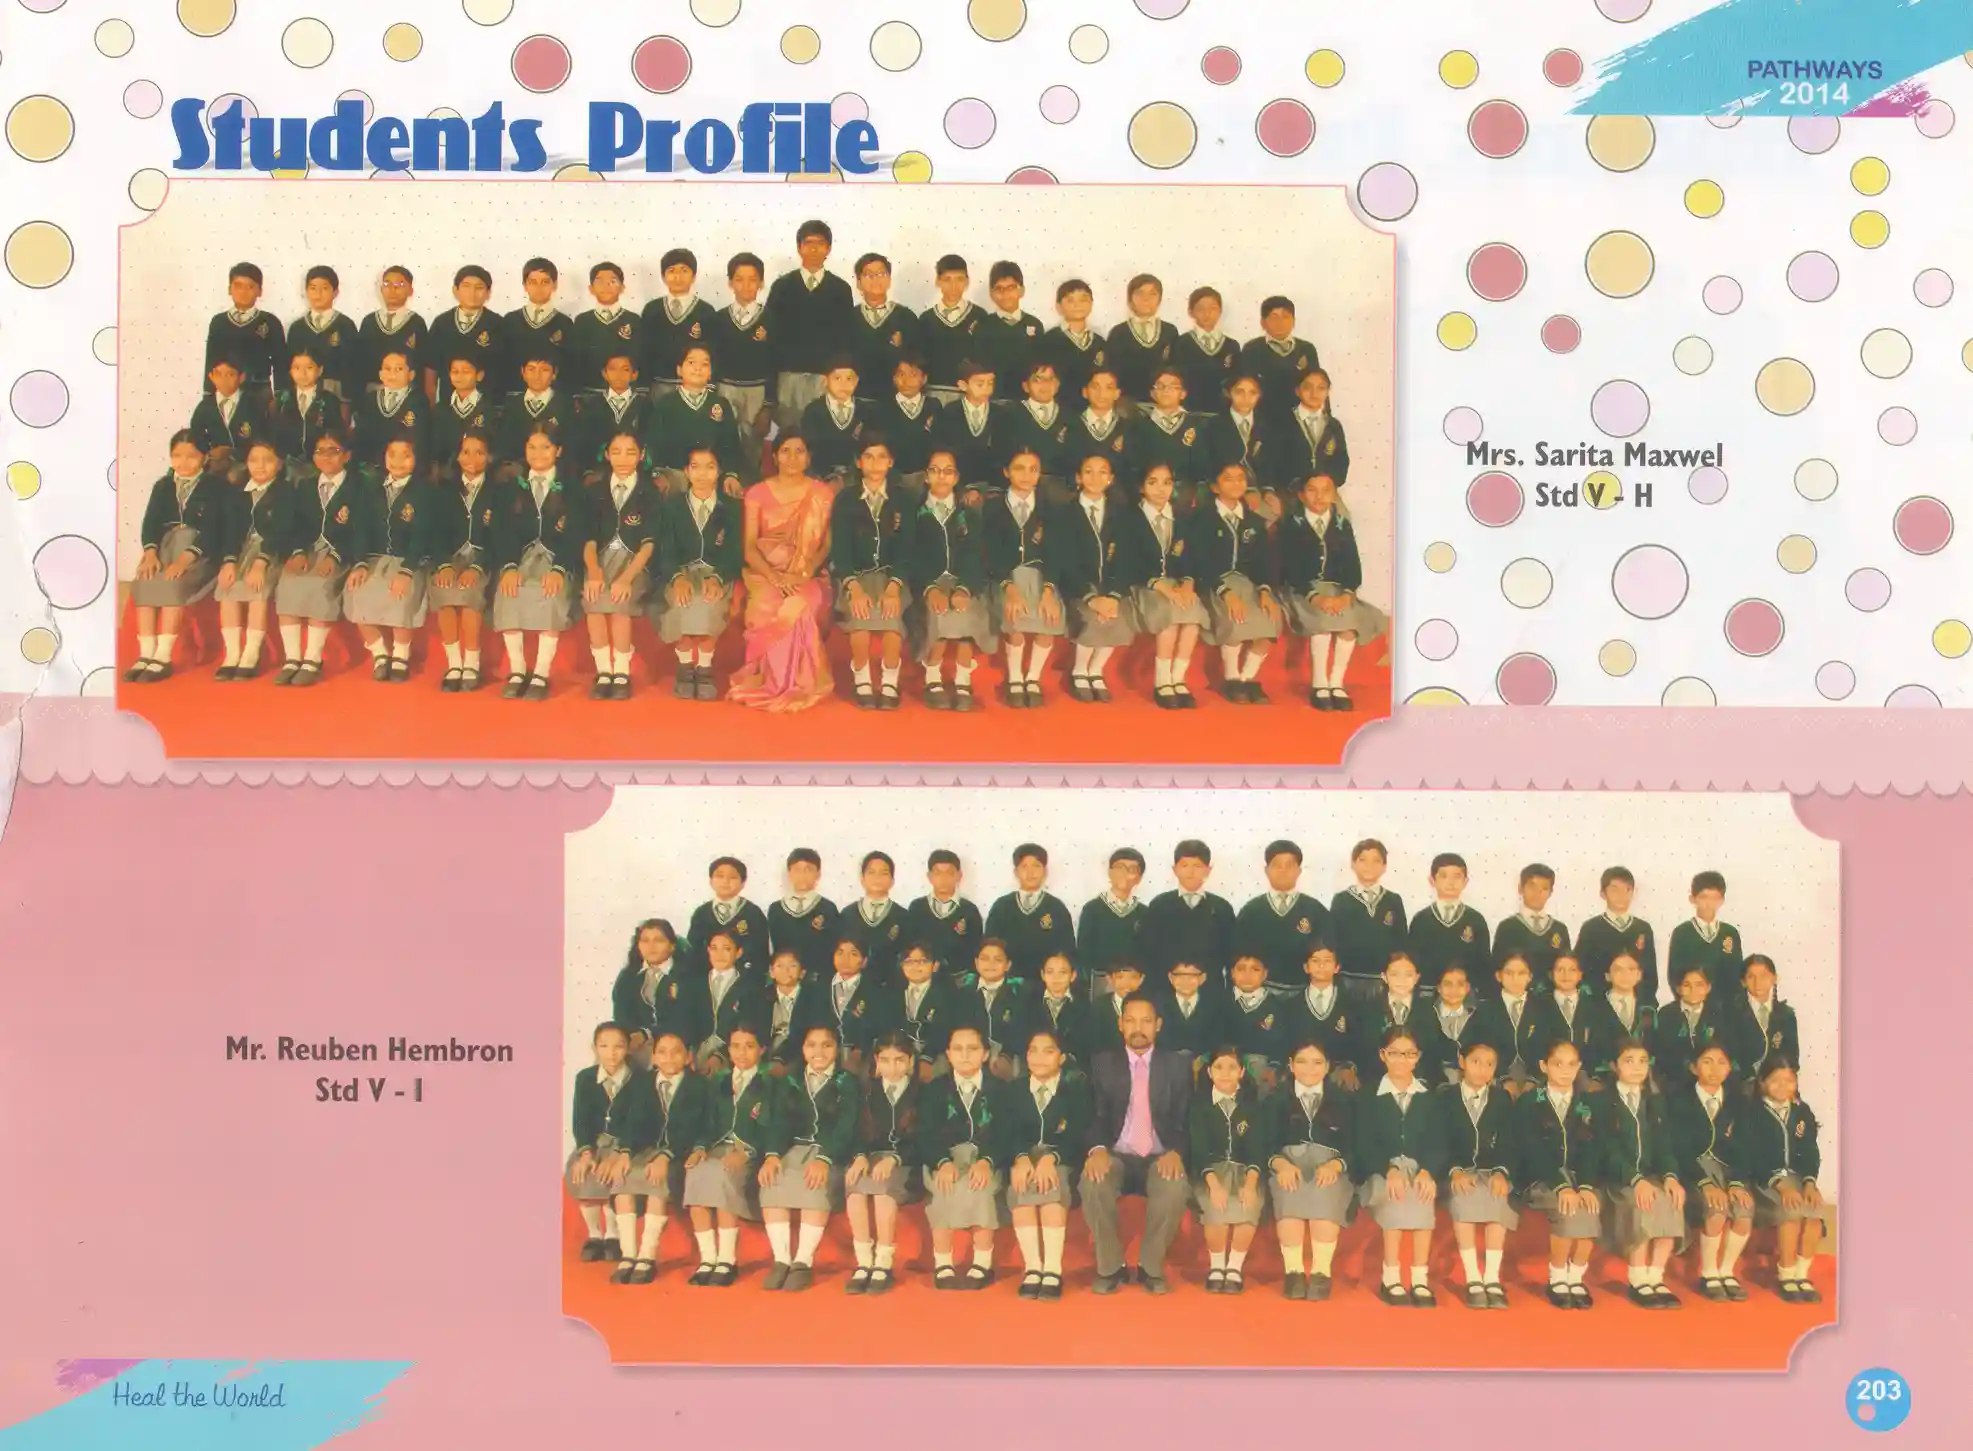 PATHWAYS
2014
Students Profile
Mrs. Sarita Maxwel
Std V - H
Mr. Reuben Hembron
Std V - I
Heal the World
203